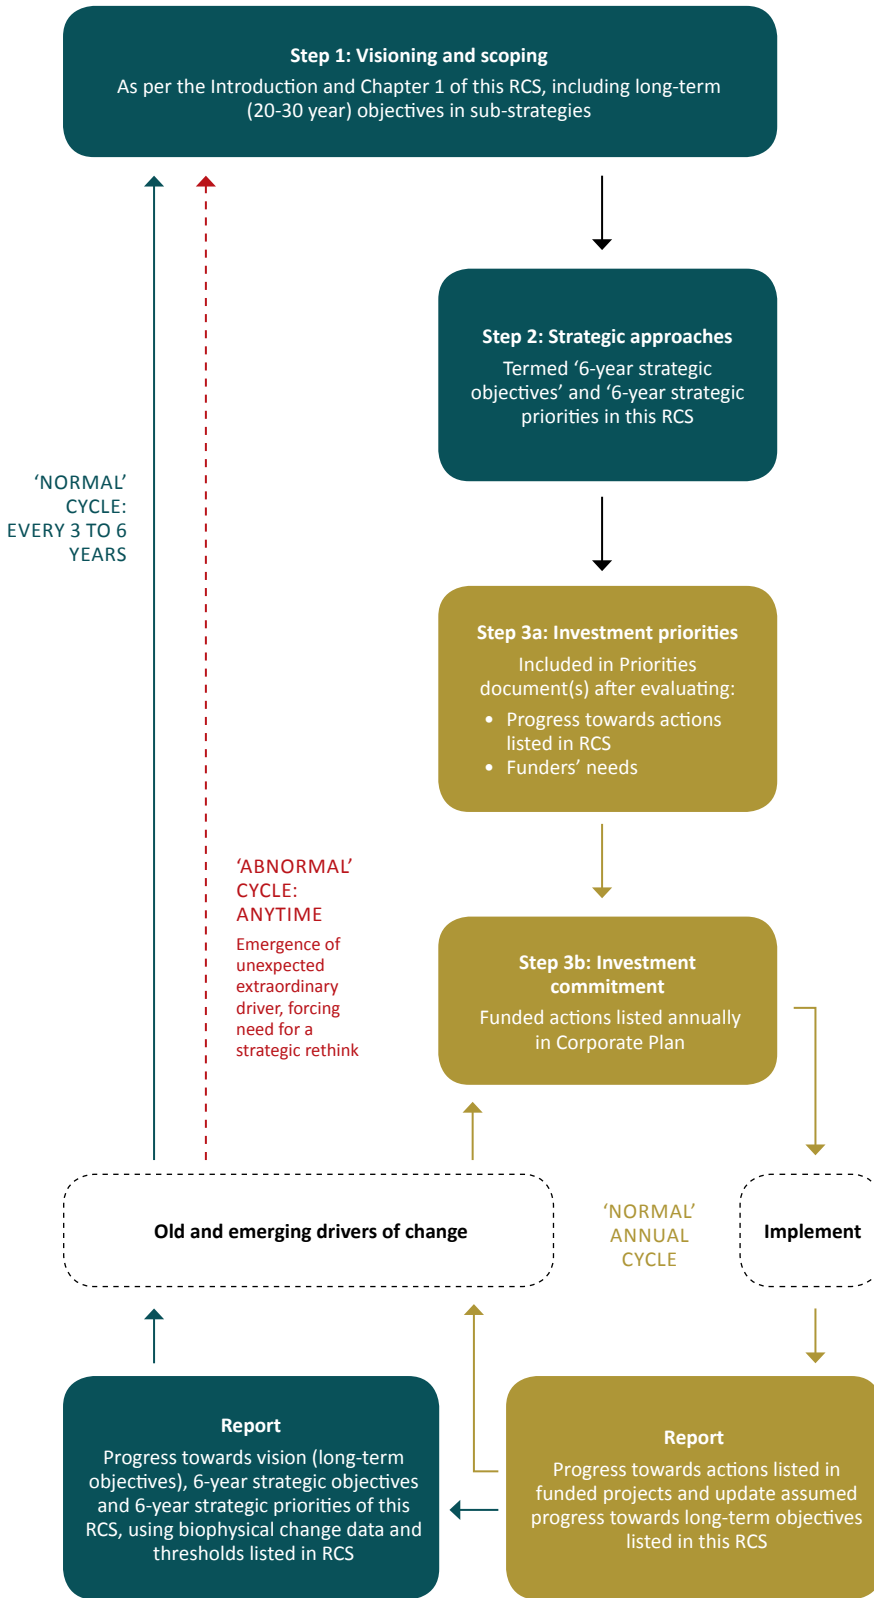 Step 1: Visioning and scoping
As per the Introduction and Chapter 1 of this RCS, including long-term
(20-30 year) objectives in sub-strategies
Step 2: Strategic approaches
Termed ‘6-year strategic
objectives’ and ‘6-year strategic
priorities in this RCS
‘NORMAL’
CYCLE:
EVERY 3 TO 6
YEARS
Step 3a: Investment priorities
Included in Priorities
document(s) after evaluating:
• Progress towards actions
listed in RCS
• Funders’ needs
‘ABNORMAL’
CYCLE:
ANYTIME
Emergence of
unexpected
extraordinary
driver, forcing
need for a
strategic rethink
Step 3b: Investment
commitment
Funded actions listed annually
in Corporate Plan
Old and emerging drivers of change
‘NORMAL’
ANNUAL
CYCLE
Implement
Report
Progress towards vision (long-term
objectives), 6-year strategic objectives
and 6-year strategic priorities of this
RCS, using biophysical change data and
thresholds listed in RCS
Report
Progress towards actions listed in
funded projects and update assumed
progress towards long-term objectives
listed in this RCS